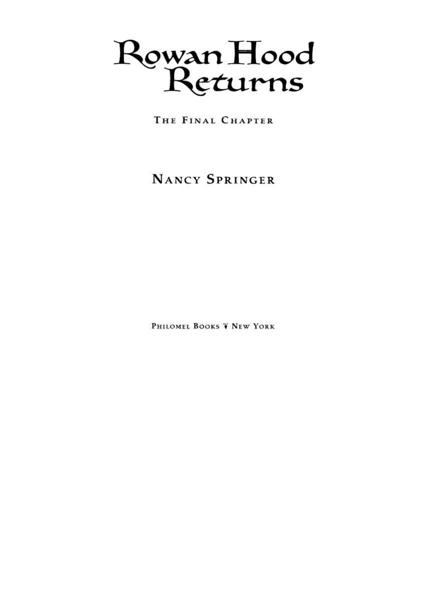 Rowan Hood
Returns
THE FINAL CHAPTER
NANCY SPRINGER
PHILOMEL BOOKS NEW YORK